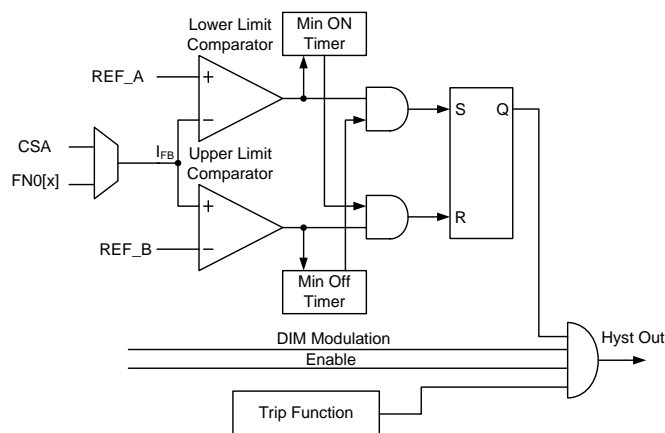 Lower Limit
Comparator
Min ON
Timer
REF_A
+
−
S
Q
CSA
FN0[x]
IFB
Upper Limit
Comparator
+
−
R
REF_B
Min Off
Timer
DIM Modulation
Enable
Hyst Out
Trip Function